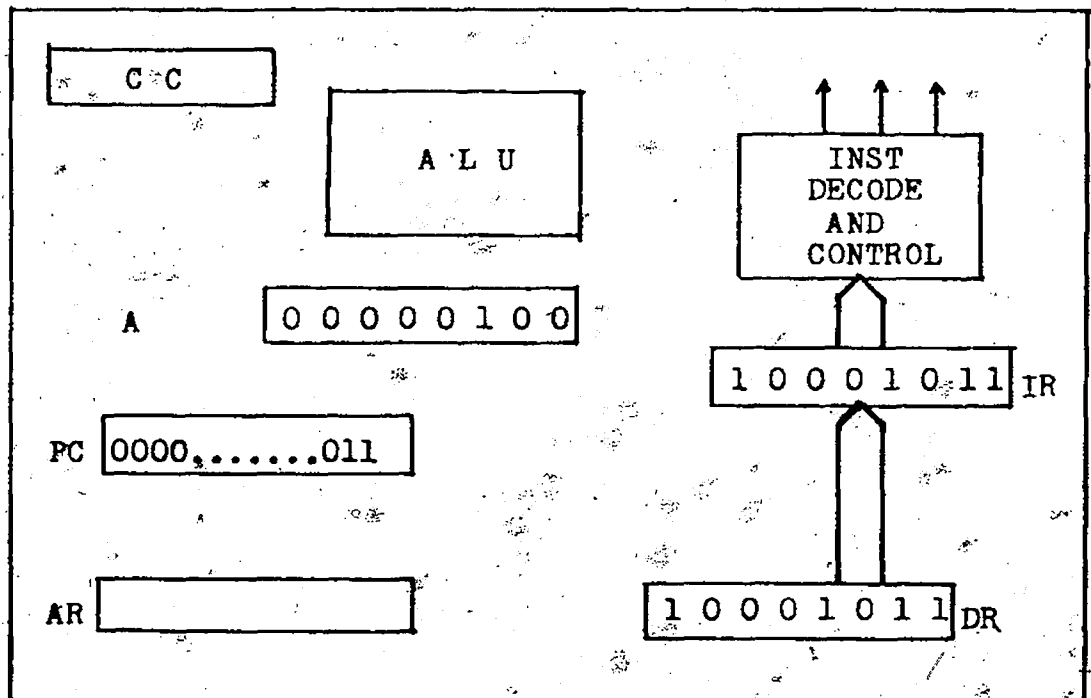 C C
A L U
INST
DECODE
AND
CONTROL
A 0 0 0 0 0 1 0 0
1 0 0 0 1 0 1 1 IR
PC 0000.......011
AR
1 0 0 0 1 0 1 1 DR